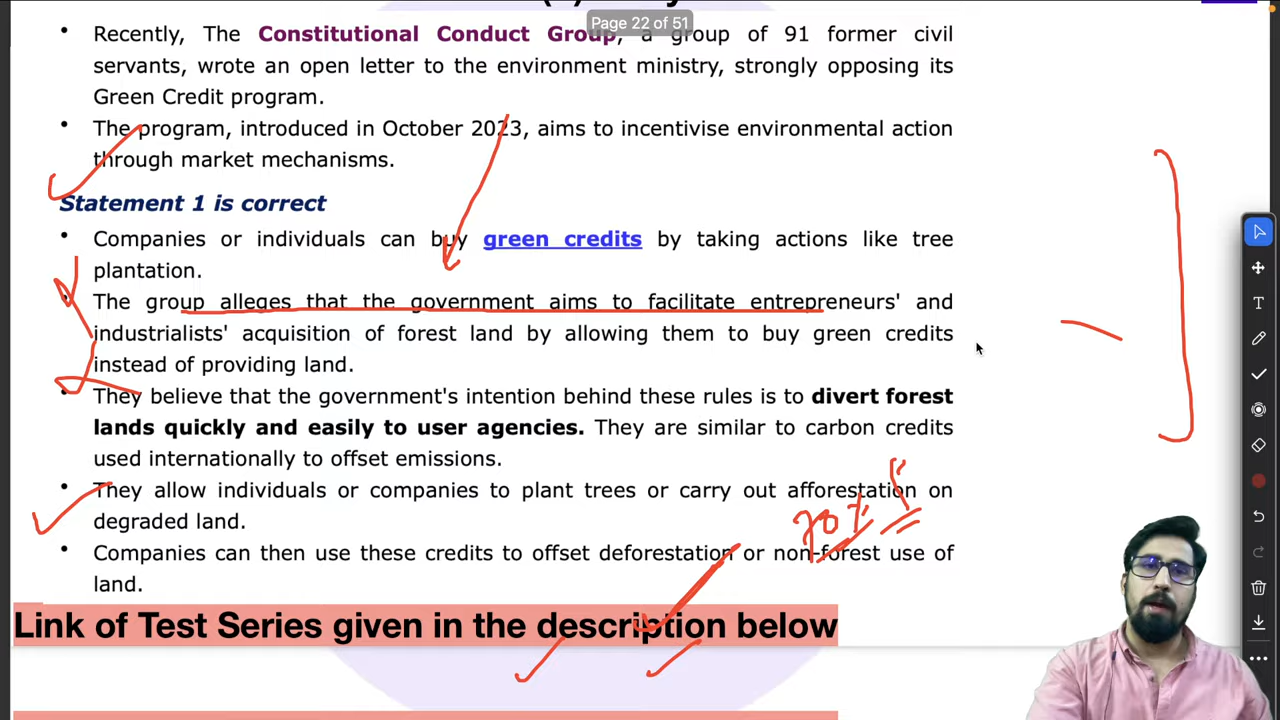 Page 22 of 51
• Recently, The Constitutional Conduct Group, a group of 91 former civil
servants, wrote an open letter to the environment ministry, strongly opposing its
Green Credit program.
• The program, introduced in October 2023, aims to incentivise environmental action
through market mechanisms.
Statement 1 is correct
• Companies or individuals can buy green credits by taking actions like tree
plantation.
• The group alleges that the government aims to facilitate entrepreneurs' and
industrialists' acquisition of forest land by allowing them to buy green credits
instead of providing land.
• They believe that the government's intention behind these rules is to divert forest
lands quickly and easily to user agencies. They are similar to carbon credits
used internationally to offset emissions.
• They allow individuals or companies to plant trees or carry out afforestation on
degraded land.
• Companies can then use these credits to offset deforestation or non-forest use of
land.
Link of Test Series given in the description below